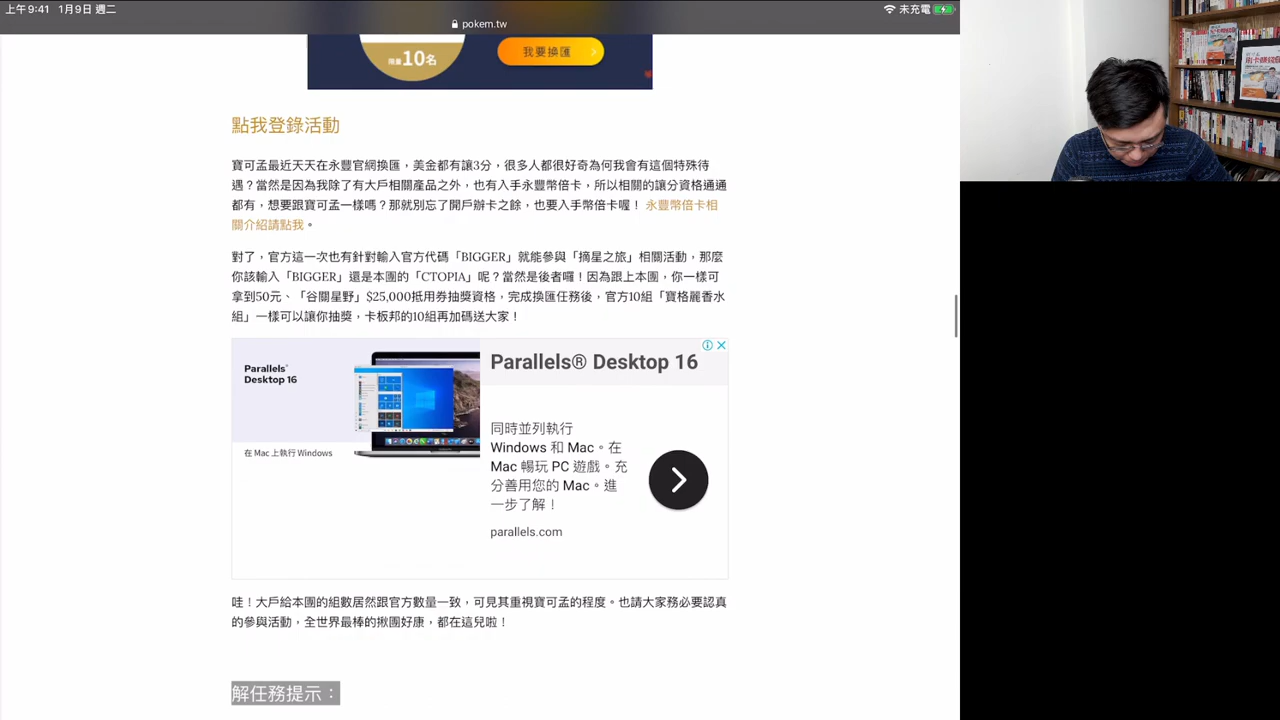 上午9:41 1月9日 週二
未充電
pokem.tw
限量10名
我要換匯
點我登錄活動
寶可孟最近天天在永豐官網換匯，美金都有讓3分，很多人都很好奇為何我會有這個特殊待
遇？當然是因為我除了有大戶相關產品之外，也有入手永豐幣倍卡，所以相關的讓分資格通通
都有，想要跟寶可孟一樣嗎？那就別忘了開戶辦卡之餘，也要入手幣倍卡喔！ 永豐幣倍卡相
關介紹請點我。
對了，官方這一次也有針對輸入官方代碼「BIGGER」就能參與「摘星之旅」相關活動，那麼
你該輸入「BIGGER」還是本團的「CTOPIA」呢？當然是後者囉！因為跟上本團，你一樣可
拿到50元、「谷關星野」$25,000抵用券抽獎資格，完成換匯任務後，官方10組「寶格麗香水
組」一樣可以讓你抽獎，卡板邦的10組再加碼送大家！
Parallels®
Desktop 16
在 Mac 上執行 Windows
Parallels® Desktop 16
同時並列執行
Windows 和 Mac。在
Mac 暢玩 PC 遊戲。充
分善用您的 Mac。進
一步了解！
parallels.com
哇！大戶給本團的組數居然跟官方數量一致，可見其重視寶可孟的程度。也請大家務必要認真
的參與活動，全世界最棒的揪團好康，都在這兒啦！
解任務提示：